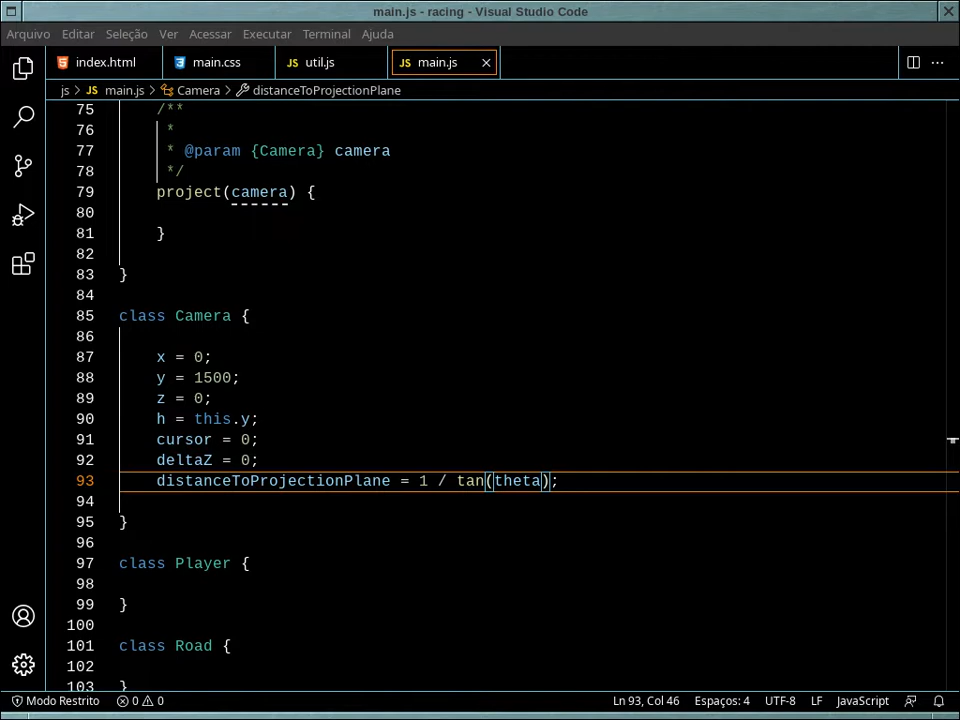 main.js - racing - Visual Studio Code
Arquivo Editar Seleção Ver Acessar Executar Terminal Ajuda
index.html main.css JS util.js JS main.js
js > JS main.js > Camera > distanceToProjectionPlane
75 /**
76 *
77 * @param {Camera} camera
78 */
79 project(camera) {
80
81 }
82
83 }
84
85 class Camera {
86
87 x = 0;
88 y = 1500;
89 z = 0;
90 h = this.y;
91 cursor = 0;
92 deltaZ = 0;
93 distanceToProjectionPlane = 1 / tan(theta);
94
95 }
96
97 class Player {
98
99 }
100
101 class Road {
102
103 }
Modo Restrito 0 0 Ln 93, Col 46 Espaços: 4 UTF-8 LF JavaScript